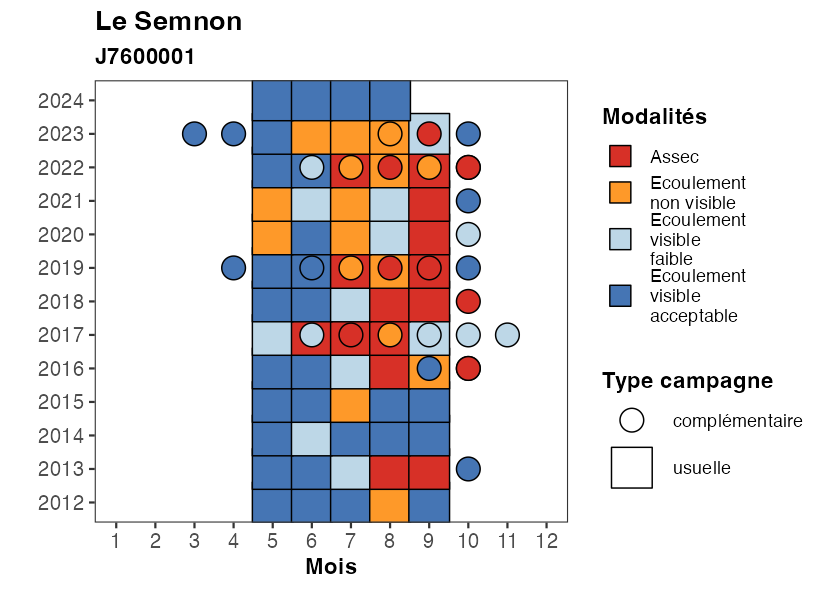 Le Semnon
J7600001
2024
2023
2022
2021
2020
2019
2018
2017
2016
2015
2014
2013
2012
1 2 3 4 5 6 7 8 9 10 11 12
Mois
Modalités
Assec
Ecoulement
non visible
Ecoulement
visible
faible
Ecoulement
visible
acceptable
Type campagne
complémentaire
usuelle